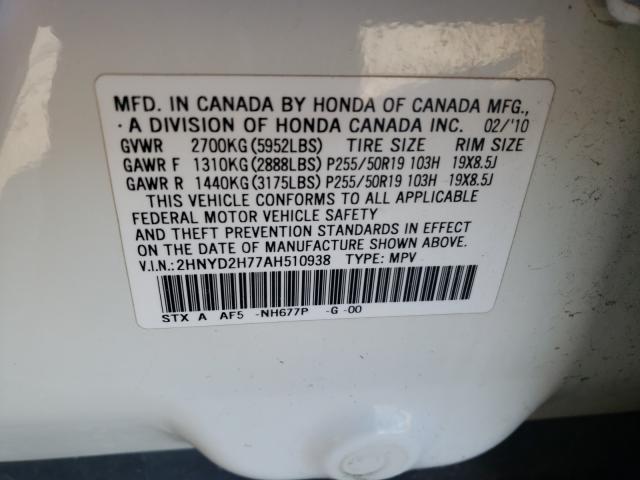 MFD. IN CANADA BY HONDA OF CANADA MFG.,
A DIVISION OF HONDA CANADA INC. 02/'10
GVWR 2700KG(5952LBS) TIRE SIZE RIM SIZE
GAWR F 1310KG(2888LBS) P255/50R19 103H 19X8.5J
GAWR R 1440KG(3175LBS) P255/50R19 103H 19X8.5J
THIS VEHICLE CONFORMS TO ALL APPLICABLE
FEDERAL MOTOR VEHICLE SAFETY
AND THEFT PREVENTION STANDARDS IN EFFECT
ON THE DATE OF MANUFACTURE SHOWN ABOVE.
V.I.N.:2HNYD2H77AH510938 TYPE: MPV
STX A AF5 -NH677P -G -00